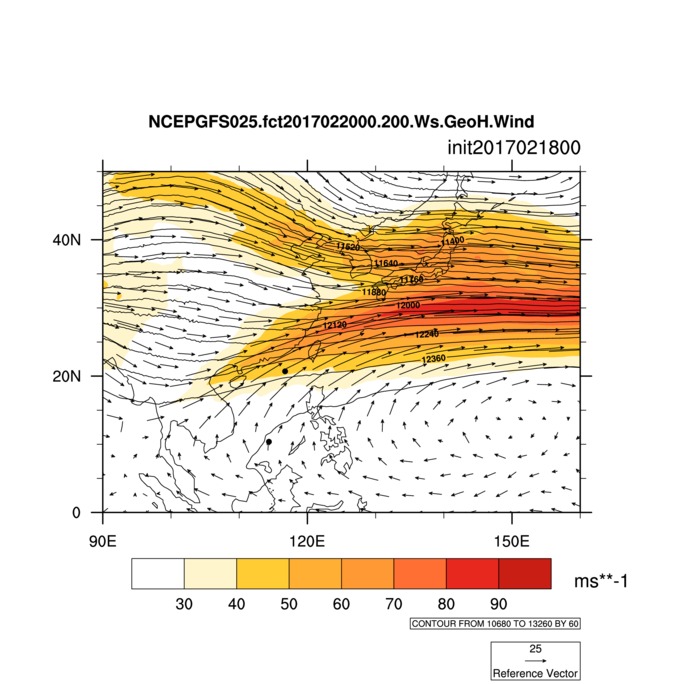 NCEPGFS025.fct2017022000.200.Ws.GeoH.Wind
init2017021800
40N
20N
0
11520
11400
11640
11760
11880
12000
12120
12240
12360
90E 120E 150E
30 40 50 60 70 80 90
ms**-1
CONTOUR FROM 10680 TO 13260 BY 60
25
Reference Vector